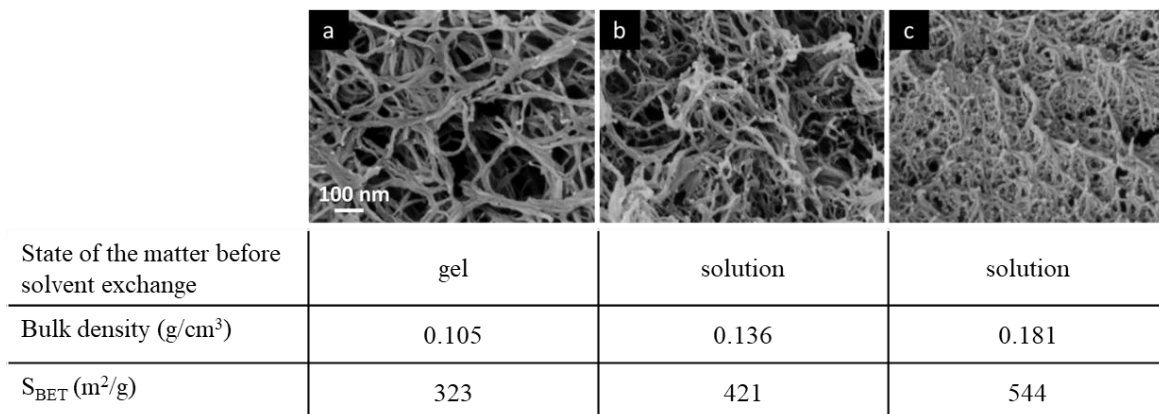 a b c
100 nm
State of the matter before
solvent exchange
gel solution solution
Bulk density (g/cm³) 0.105 0.136 0.181
S_BET (m²/g) 323 421 544